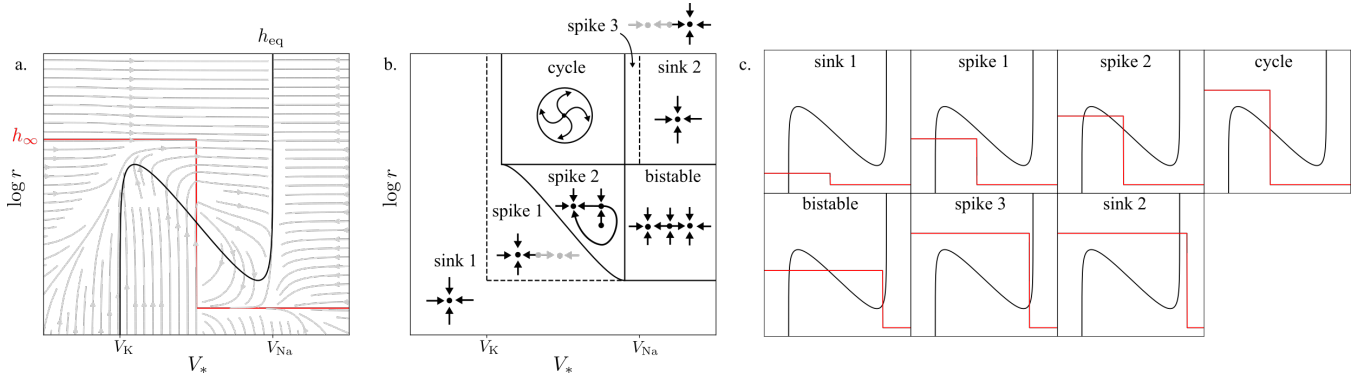 a.
h_eq
h_∞
log r
V_K
V_Na
V_*
b.
spike 3
cycle
sink 2
spike 2
bistable
spike 1
sink 1
log r
V_K
V_Na
V_*
c.
sink 1
spike 1
spike 2
cycle
bistable
spike 3
sink 2